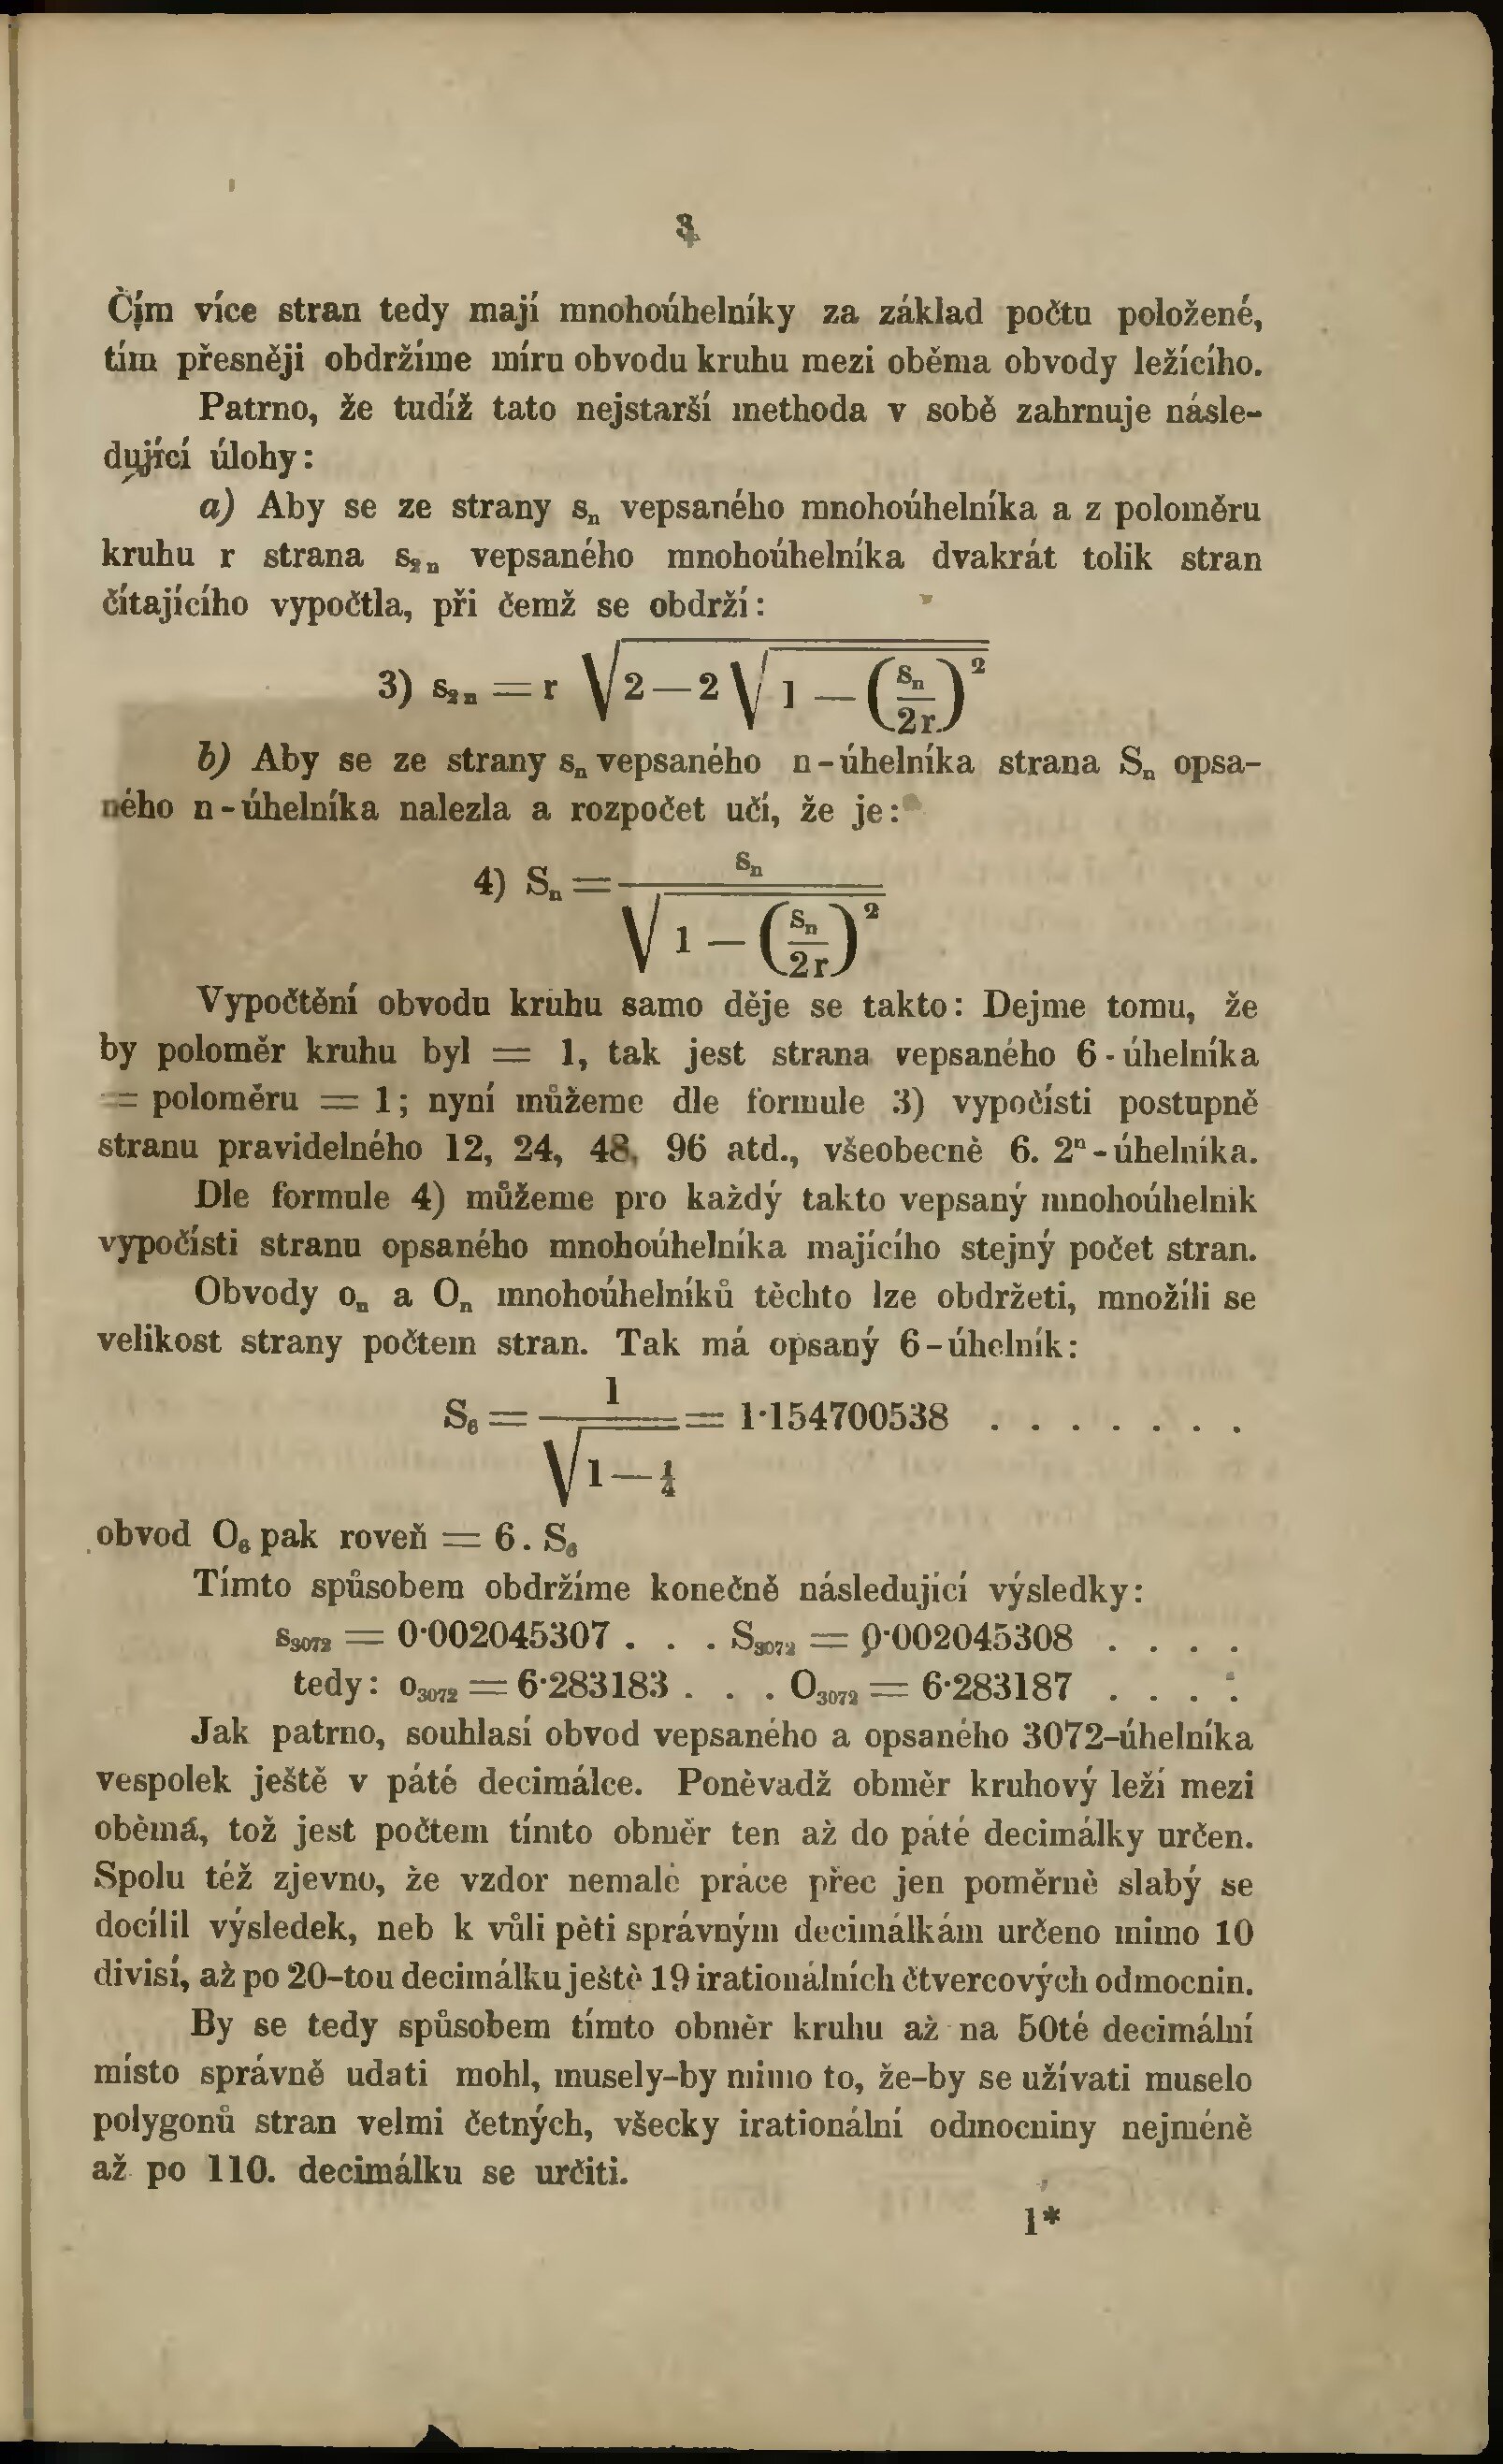 3
Čím více stran tedy mají mnohoúhelníky za základ počtu položené,
tím přesněji obdržíme míru obvodu kruhu mezi oběma obvody ležícího.
Patrno, že tudíž tato nejstarší methoda v sobě zahrnuje násle-
dující úlohy:
a) Aby se ze strany sₙ vepsaného mnohoúhelníka a z poloměru
kruhu r strana s₂ₙ vepsaného mnohoúhelníka dvakrát tolik stran
čítajícího vypočtla, při čemž se obdrží:
3) s₂ₙ = r √(2 — 2 √(1 — (sₙ/2r)²))
b) Aby se ze strany sₙ vepsaného n-úhelníka strana Sₙ opsa-
ného n-úhelníka nalezla a rozpočet učí, že je:
4) Sₙ = sₙ / √(1 — (sₙ/2r)²)
Vypočtění obvodu kruhu samo děje se takto: Dejme tomu, že
by poloměr kruhu byl = 1, tak jest strana vepsaného 6-úhelníka
= poloměru = 1; nyní můžeme dle formule 3) vypočísti postupně
stranu pravidelného 12, 24, 48, 96 atd., všeobecně 6. 2ⁿ-úhelníka.
Dle formule 4) můžeme pro každý takto vepsaný mnohoúhelník
vypočísti stranu opsaného mnohoúhelníka majícího stejný počet stran.
Obvody oₙ a Oₙ mnohoúhelníků těchto lze obdržeti, množíli se
velikost strany počtem stran. Tak má opsaný 6-úhelník:
S₆ = 1 / √(1 — ¼) = 1·154700538 . . . . . . .
obvod O₆ pak roveň = 6. S₆
Tímto spůsobem obdržíme konečně následující výsledky:
s₃₀₇₂ = 0·002045307 . . . S₃₀₇₂ = 0·002045308 . . . .
tedy: o₃₀₇₂ = 6·283183 . . . O₃₀₇₂ = 6·283187 . . . .
Jak patrno, souhlasí obvod vepsaného a opsaného 3072-úhelníka
vespolek ještě v páté decimálce. Poněvadž obměr kruhový leží mezi
oběmá, tož jest počtem tímto obměr ten až do páté decimálky určen.
Spolu též zjevno, že vzdor nemalé práce přec jen poměrně slabý se
docílil výsledek, neb k vůli pěti správným decimálkám určeno mimo 10
divisí, až po 20-tou decimálku ještě 19 irationálních čtvercových odmocnin.
By se tedy spůsobem tímto obměr kruhu až na 50té decimální
místo správně udati mohl, musely-by mimo to, že-by se užívati muselo
polygonů stran velmi četných, všecky irationální odmocniny nejméně
až po 110. decimálku se určiti.
1*